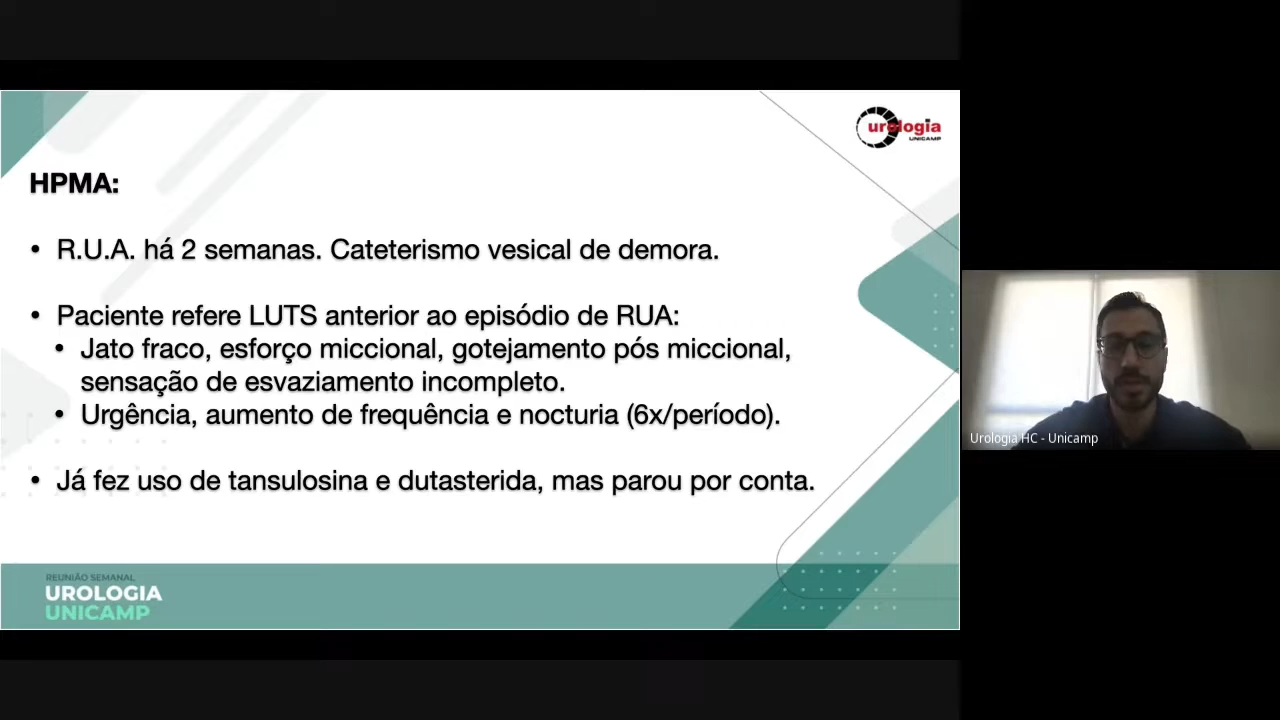 urologia
UNICAMP
HPMA:
• R.U.A. há 2 semanas. Cateterismo vesical de demora.
• Paciente refere LUTS anterior ao episódio de RUA:
• Jato fraco, esforço miccional, gotejamento pós miccional,
sensação de esvaziamento incompleto.
• Urgência, aumento de frequência e nocturia (6x/período).
• Já fez uso de tansulosina e dutasterida, mas parou por conta.
REUNIÃO SEMANAL
UROLOGIA
UNICAMP
Urologia HC - Unicamp